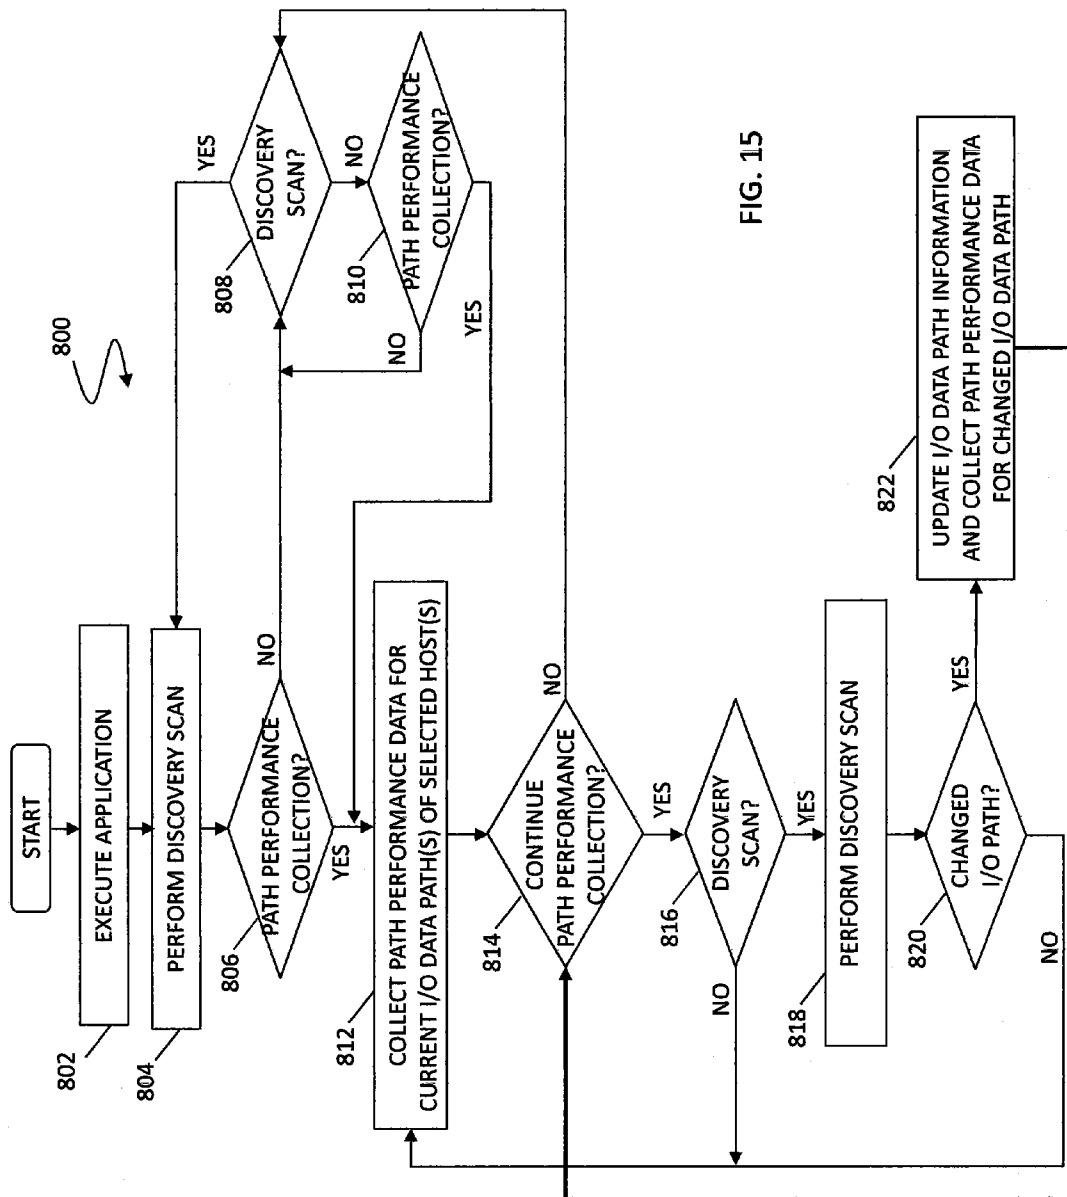 START
EXECUTE APPLICATION
802
PERFORM DISCOVERY SCAN
804
PATH PERFORMANCE
COLLECTION?
806
NO
YES
800
DISCOVERY
SCAN?
808
YES
NO
PATH PERFORMANCE
COLLECTION?
810
NO
YES
COLLECT PATH PERFORMANCE DATA FOR
CURRENT I/O DATA PATH(S) OF SELECTED HOST(S)
812
CONTINUE
PATH PERFORMANCE
COLLECTION?
814
NO
YES
DISCOVERY
SCAN?
816
NO
YES
PERFORM DISCOVERY SCAN
818
CHANGED
I/O PATH?
820
YES
NO
UPDATE I/O DATA PATH INFORMATION
AND COLLECT PATH PERFORMANCE DATA
FOR CHANGED I/O DATA PATH
822
FIG. 15